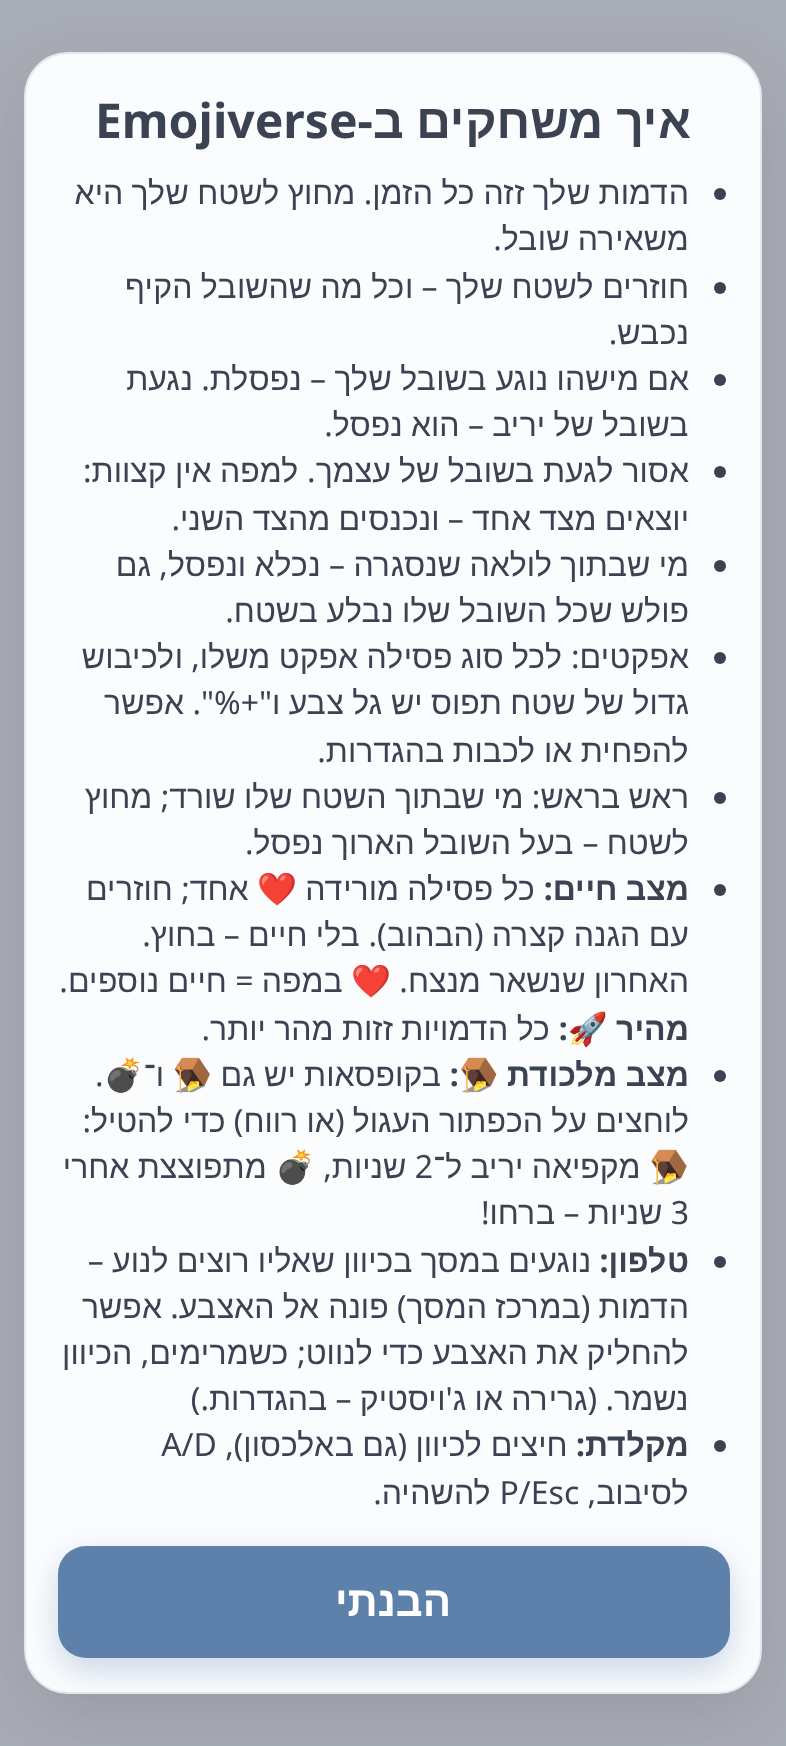 איך משחקים ב-Emojiverse
• הדמות שלך זזה כל הזמן. מחוץ לשטח שלך היא
משאירה שובל.
• חוזרים לשטח שלך – וכל מה שהשובל הקיף
נכבש.
• אם מישהו נוגע בשובל שלך – נפסלת. נגעת
בשובל של יריב – הוא נפסל.
• אסור לגעת בשובל של עצמך. למפה אין קצוות:
יוצאים מצד אחד – ונכנסים מהצד השני.
• מי שבתוך לולאה שנסגרה – נכלא ונפסל, גם
פולש שכל השובל שלו נבלע בשטח.
• אפקטים: לכל סוג פסילה אפקט משלו, ולכיבוש
גדול של שטח תפוס יש גל צבע ו"+%". אפשר
להפחית או לכבות בהגדרות.
• ראש בראש: מי שבתוך השטח שלו שורד; מחוץ
לשטח – בעל השובל הארוך נפסל.
• מצב חיים: כל פסילה מורידה ❤️ אחד; חוזרים
עם הגנה קצרה (הבהוב). בלי חיים – בחוץ.
האחרון שנשאר מנצח. ❤️ במפה = חיים נוספים.
מהיר 🚀: כל הדמויות זזות מהר יותר.
• מצב מלכודת 🪤: בקופסאות יש גם 🪤 ו־💣.
לוחצים על הכפתור העגול (או רווח) כדי להטיל:
🪤 מקפיאה יריב ל־2 שניות, 💣 מתפוצצת אחרי
3 שניות – ברחו!
• טלפון: נוגעים במסך בכיוון שאליו רוצים לנוע –
הדמות (במרכז המסך) פונה אל האצבע. אפשר
להחליק את האצבע כדי לנווט; כשמרימים, הכיוון
נשמר. (גרירה או ג'ויסטיק – בהגדרות.)
• מקלדת: חיצים לכיוון (גם באלכסון), A/D
לסיבוב, P/Esc להשהיה.
הבנתי